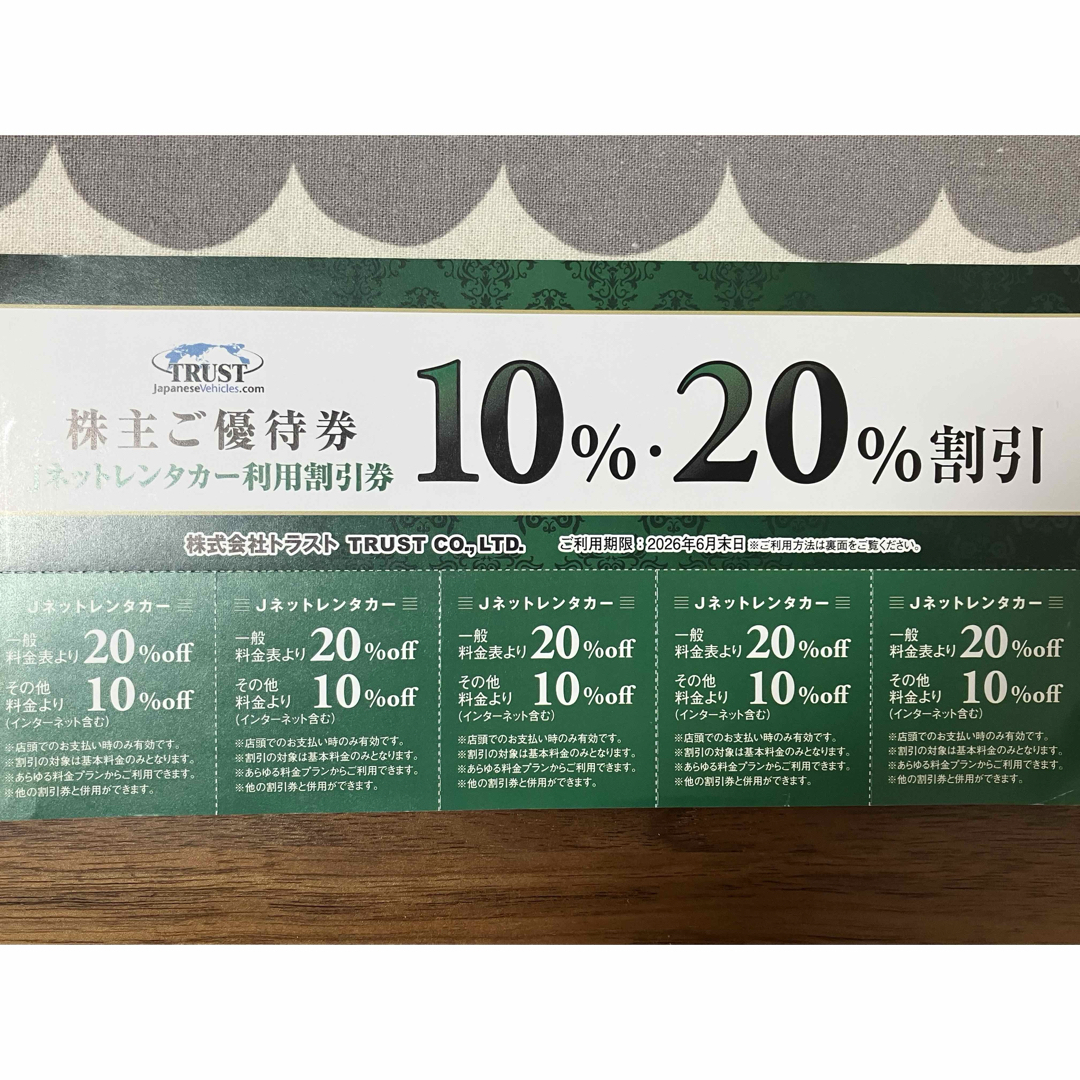 TRUST
JapaneseVehicles.com
株主ご優待券
Jネットレンタカー利用割引券
10%・20%割引
株式会社トラスト TRUST CO., LTD.
ご利用期限：2026年6月末日 ※ご利用方法は裏面をご覧ください。
Jネットレンタカー
一般
料金表より 20%off
その他
料金より 10%off
(インターネット含む)
※店頭でのお支払い時のみ有効です。
※割引の対象は基本料金のみとなります。
※あらゆる料金プランからご利用できます。
※他の割引券と併用ができます。
Jネットレンタカー
一般
料金表より 20%off
その他
料金より 10%off
(インターネット含む)
※店頭でのお支払い時のみ有効です。
※割引の対象は基本料金のみとなります。
※あらゆる料金プランからご利用できます。
※他の割引券と併用ができます。
Jネットレンタカー
一般
料金表より 20%off
その他
料金より 10%off
(インターネット含む)
※店頭でのお支払い時のみ有効です。
※割引の対象は基本料金のみとなります。
※あらゆる料金プランからご利用できます。
※他の割引券と併用ができます。
Jネットレンタカー
一般
料金表より 20%off
その他
料金より 10%off
(インターネット含む)
※店頭でのお支払い時のみ有効です。
※割引の対象は基本料金のみとなります。
※あらゆる料金プランからご利用できます。
※他の割引券と併用ができます。
Jネットレンタカー
一般
料金表より 20%off
その他
料金より 10%off
(インターネット含む)
※店頭でのお支払い時のみ有効です。
※割引の対象は基本料金のみとなります。
※あらゆる料金プランからご利用できます。
※他の割引券と併用ができます。